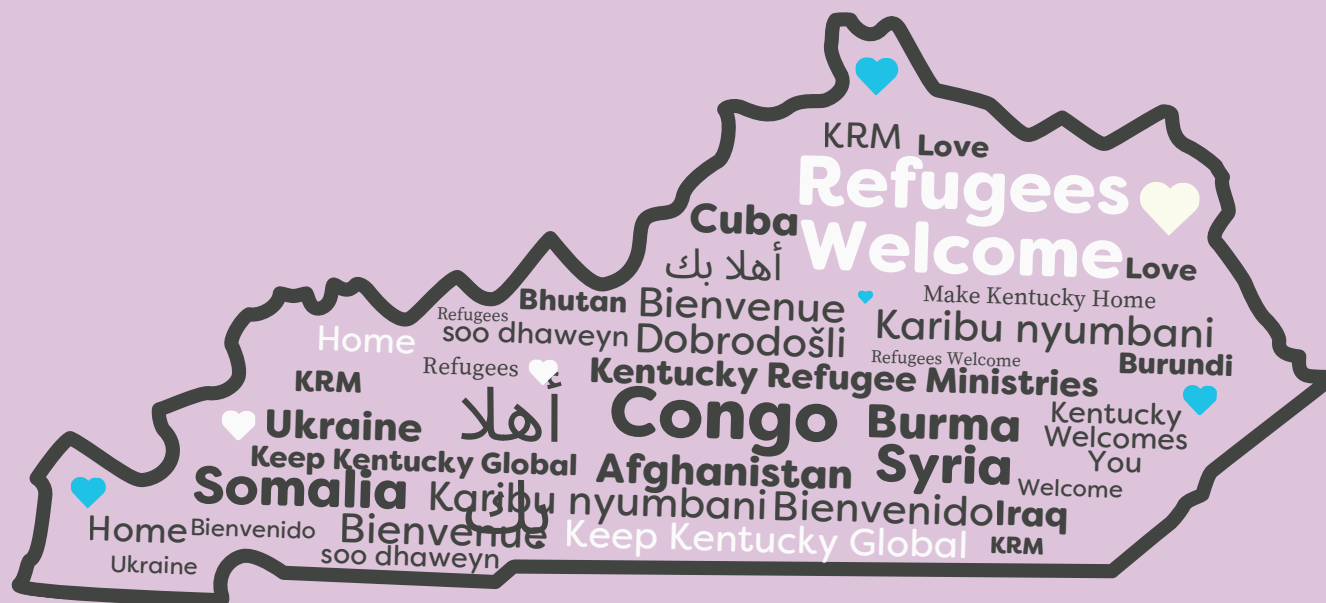 KRM Love
Refugees
Welcome
Cuba
أهلا بك
Love
Make Kentucky Home
Bhutan Bienvenue
Refugees
soo dhaweyn Dobrodošli
Karibu nyumbani
Home
Refugees Welcome
Burundi
Refugees
KRM
Kentucky Refugee Ministries
أهلا
بك
Congo
Burma
Kentucky
Welcomes
You
Ukraine
Keep Kentucky Global
Afghanistan
Syria
Somalia
Karibu nyumbani
Bienvenido
Welcome
Iraq
Home
Bienvenido
Bienvenue
Keep Kentucky Global
KRM
Ukraine
soo dhaweyn